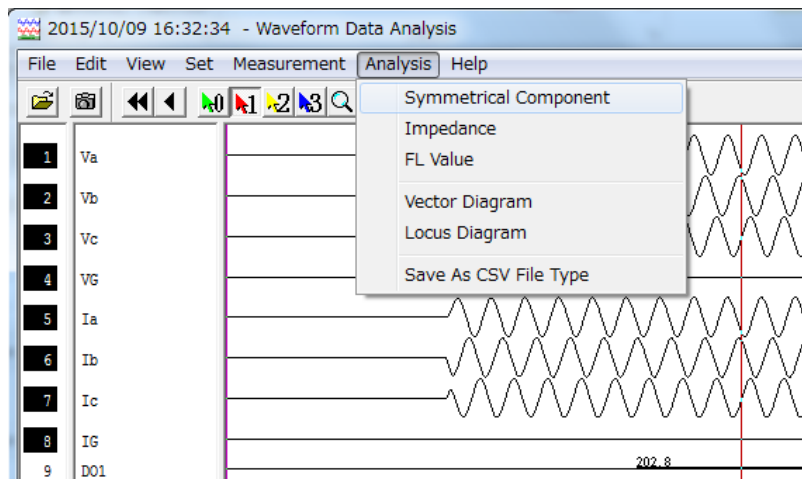 2015/10/09 16:32:34 - Waveform Data Analysis
File Edit View Set Measurement Analysis Help
0 1 2 3
Symmetrical Component
Impedance
FL Value
Vector Diagram
Locus Diagram
Save As CSV File Type
1 Va
2 Vb
3 Vc
4 VG
5 Ia
6 Ib
7 Ic
8 IG
202.8
9 DO1